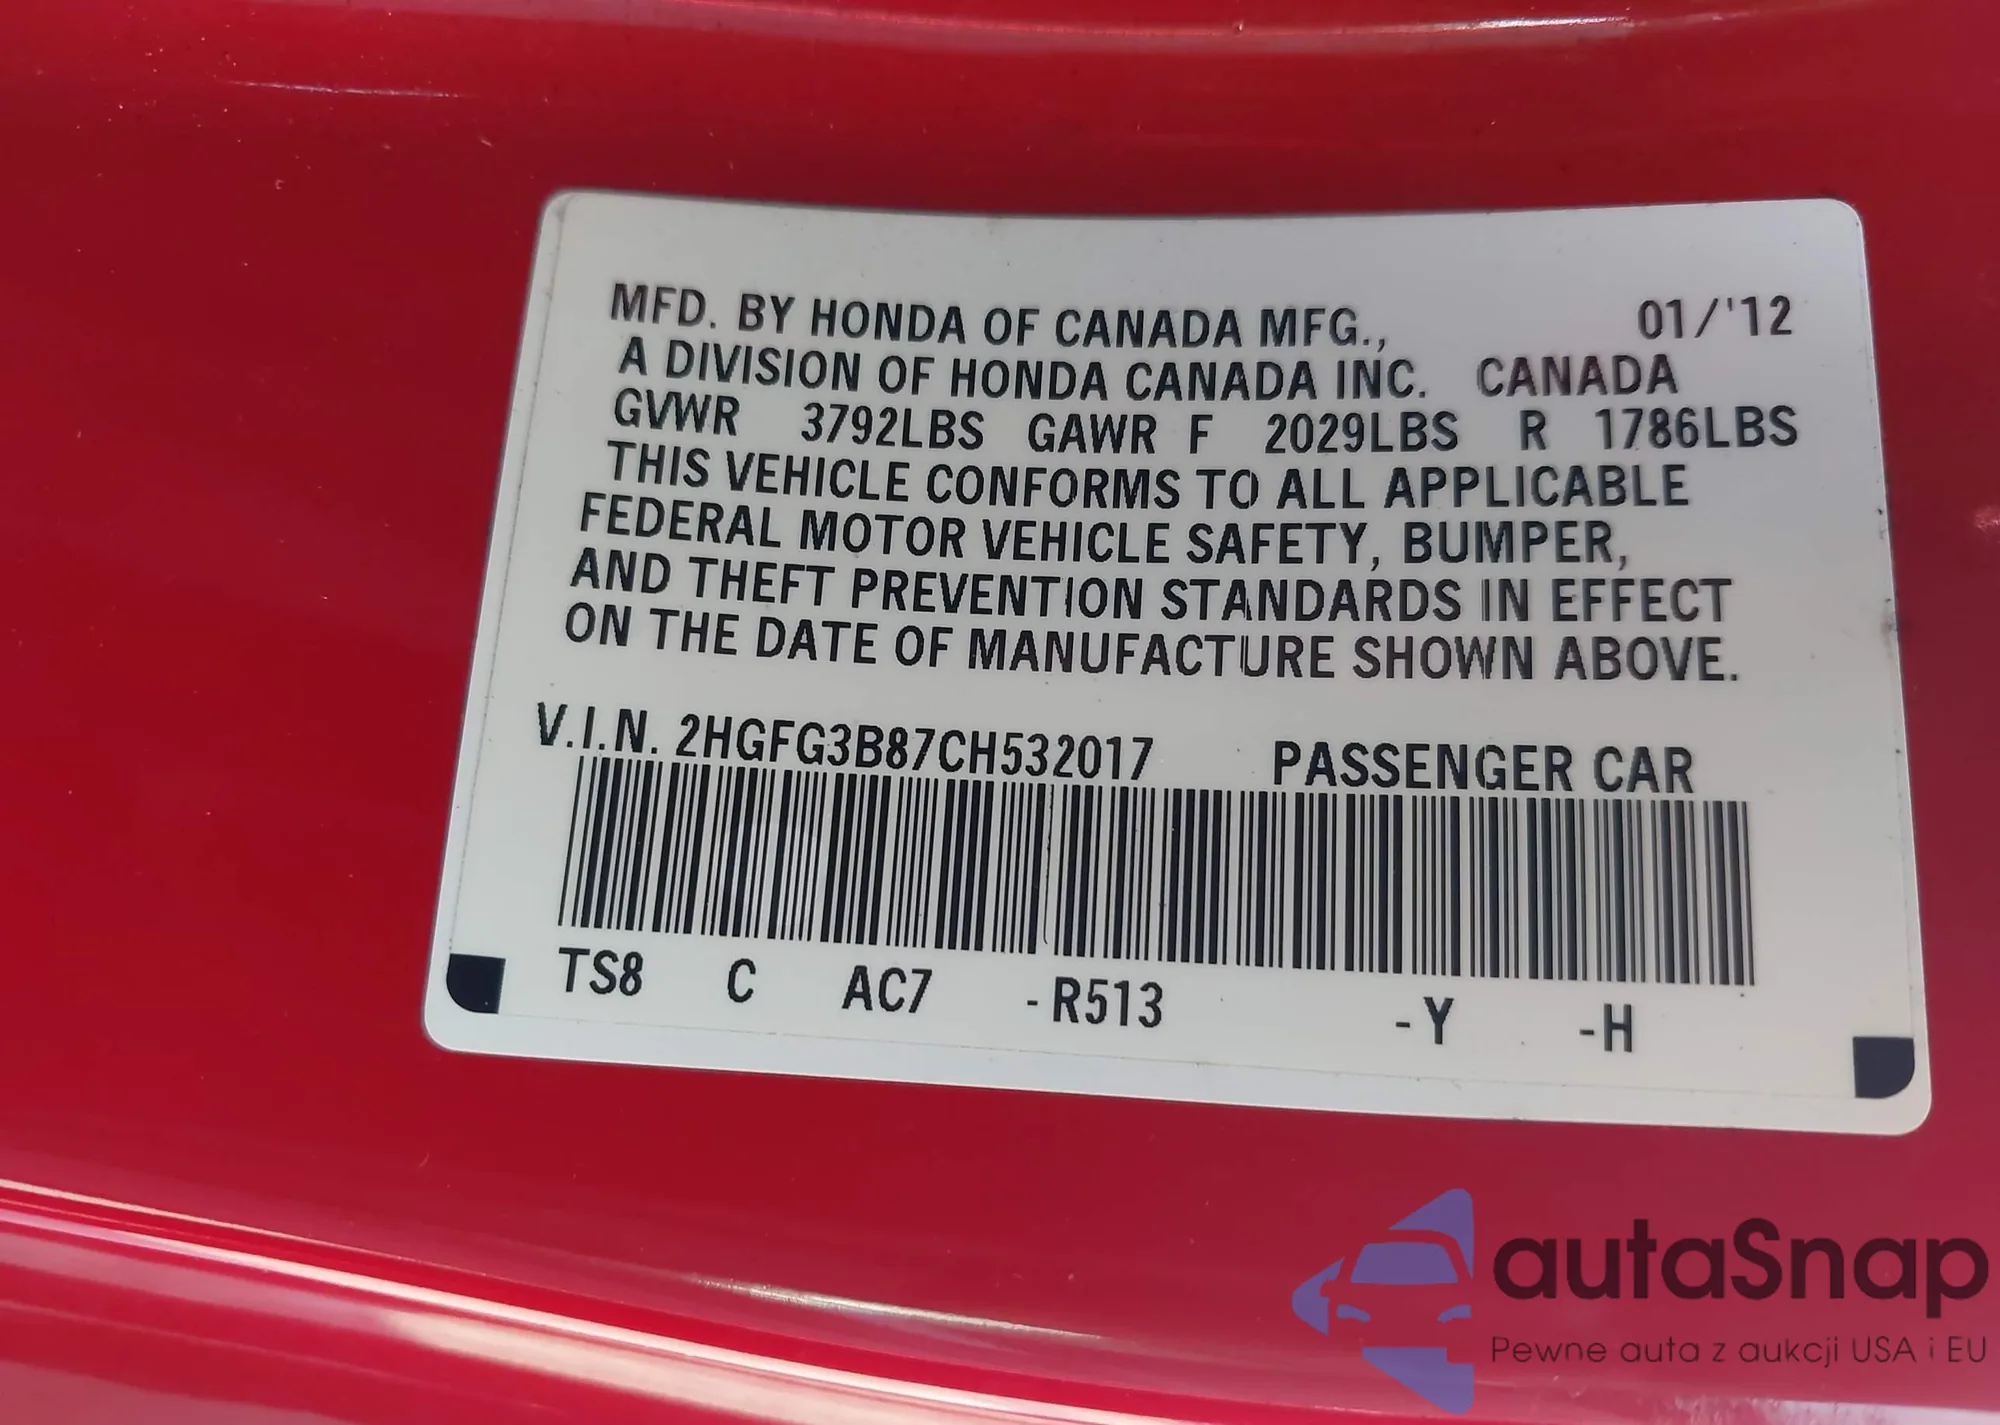 MFD. BY HONDA OF CANADA MFG., 01/'12
A DIVISION OF HONDA CANADA INC. CANADA
GVWR 3792LBS GAWR F 2029LBS R 1786LBS
THIS VEHICLE CONFORMS TO ALL APPLICABLE
FEDERAL MOTOR VEHICLE SAFETY, BUMPER,
AND THEFT PREVENTION STANDARDS IN EFFECT
ON THE DATE OF MANUFACTURE SHOWN ABOVE.
V.I.N. 2HGFG3B87CH532017 PASSENGER CAR
TS8 C AC7 -R513 -Y -H
autaSnap
Pewne auta z aukcji USA i EU